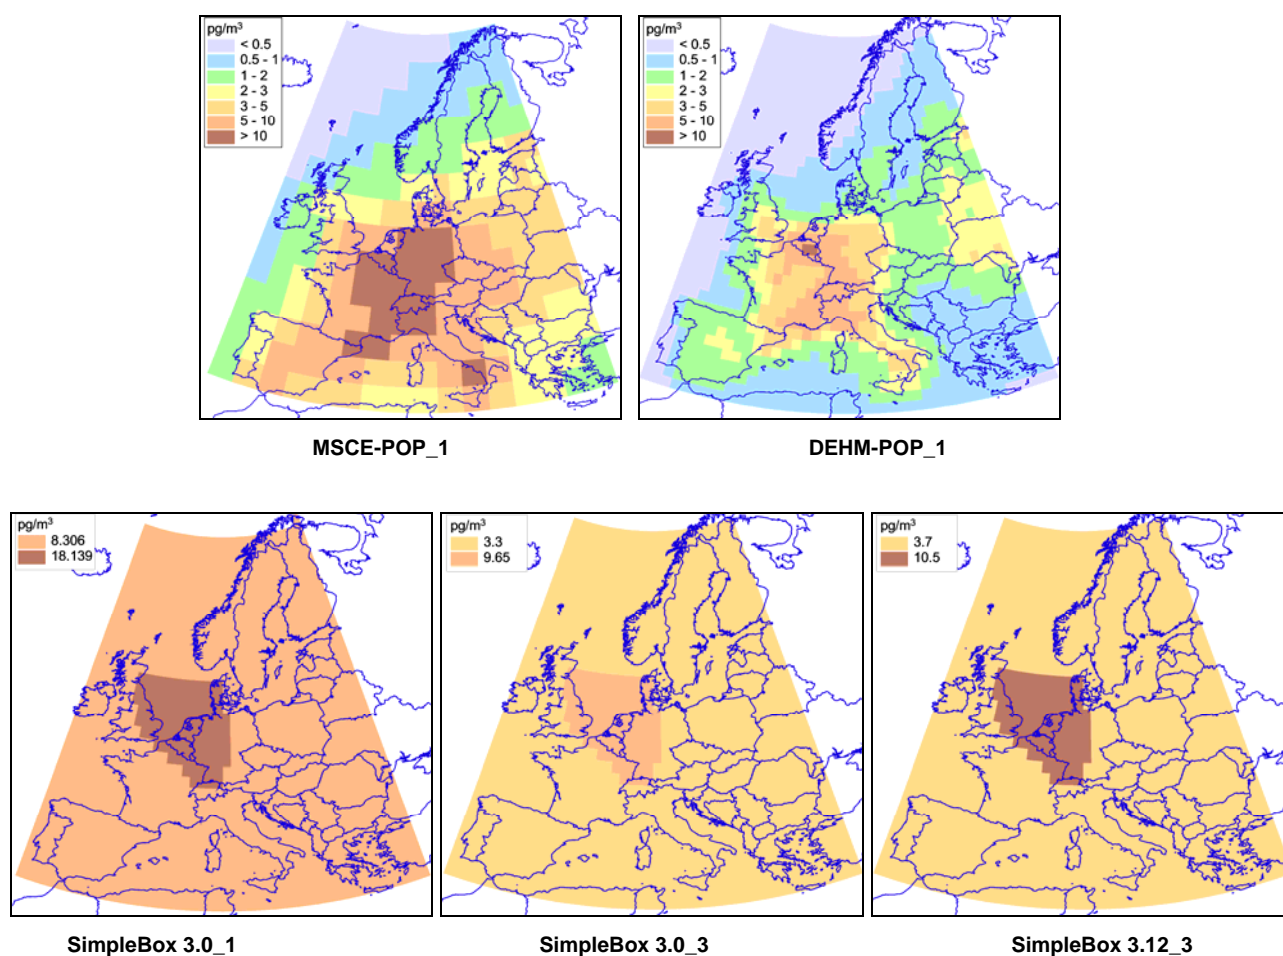 pg/m³
< 0.5
0.5 - 1
1 - 2
2 - 3
3 - 5
5 - 10
> 10
pg/m³
< 0.5
0.5 - 1
1 - 2
2 - 3
3 - 5
5 - 10
> 10
MSCE-POP_1
DEHM-POP_1
pg/m³
8.306
18.139
pg/m³
3.3
9.65
pg/m³
3.7
10.5
SimpleBox 3.0_1
SimpleBox 3.0_3
SimpleBox 3.12_3